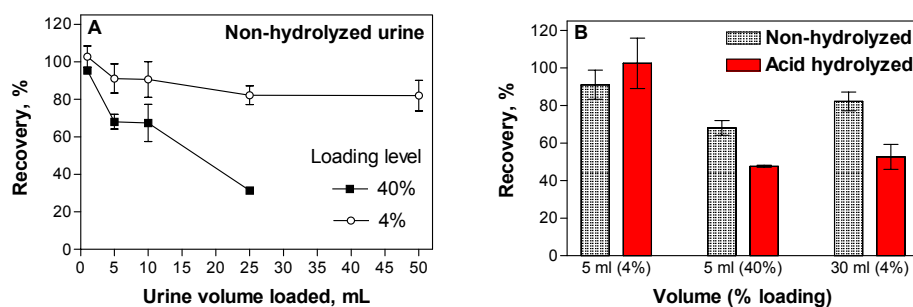 A
Non-hydrolyzed urine
Recovery, %
120
100
80
60
40
20
0
Loading level
40%
4%
0 5 10 15 20 25 30 35 40 45 50
Urine volume loaded, mL
B
Non-hydrolyzed
Acid hydrolyzed
Recovery, %
120
100
80
60
40
20
0
5 ml (4%) 5 ml (40%) 30 ml (4%)
Volume (% loading)